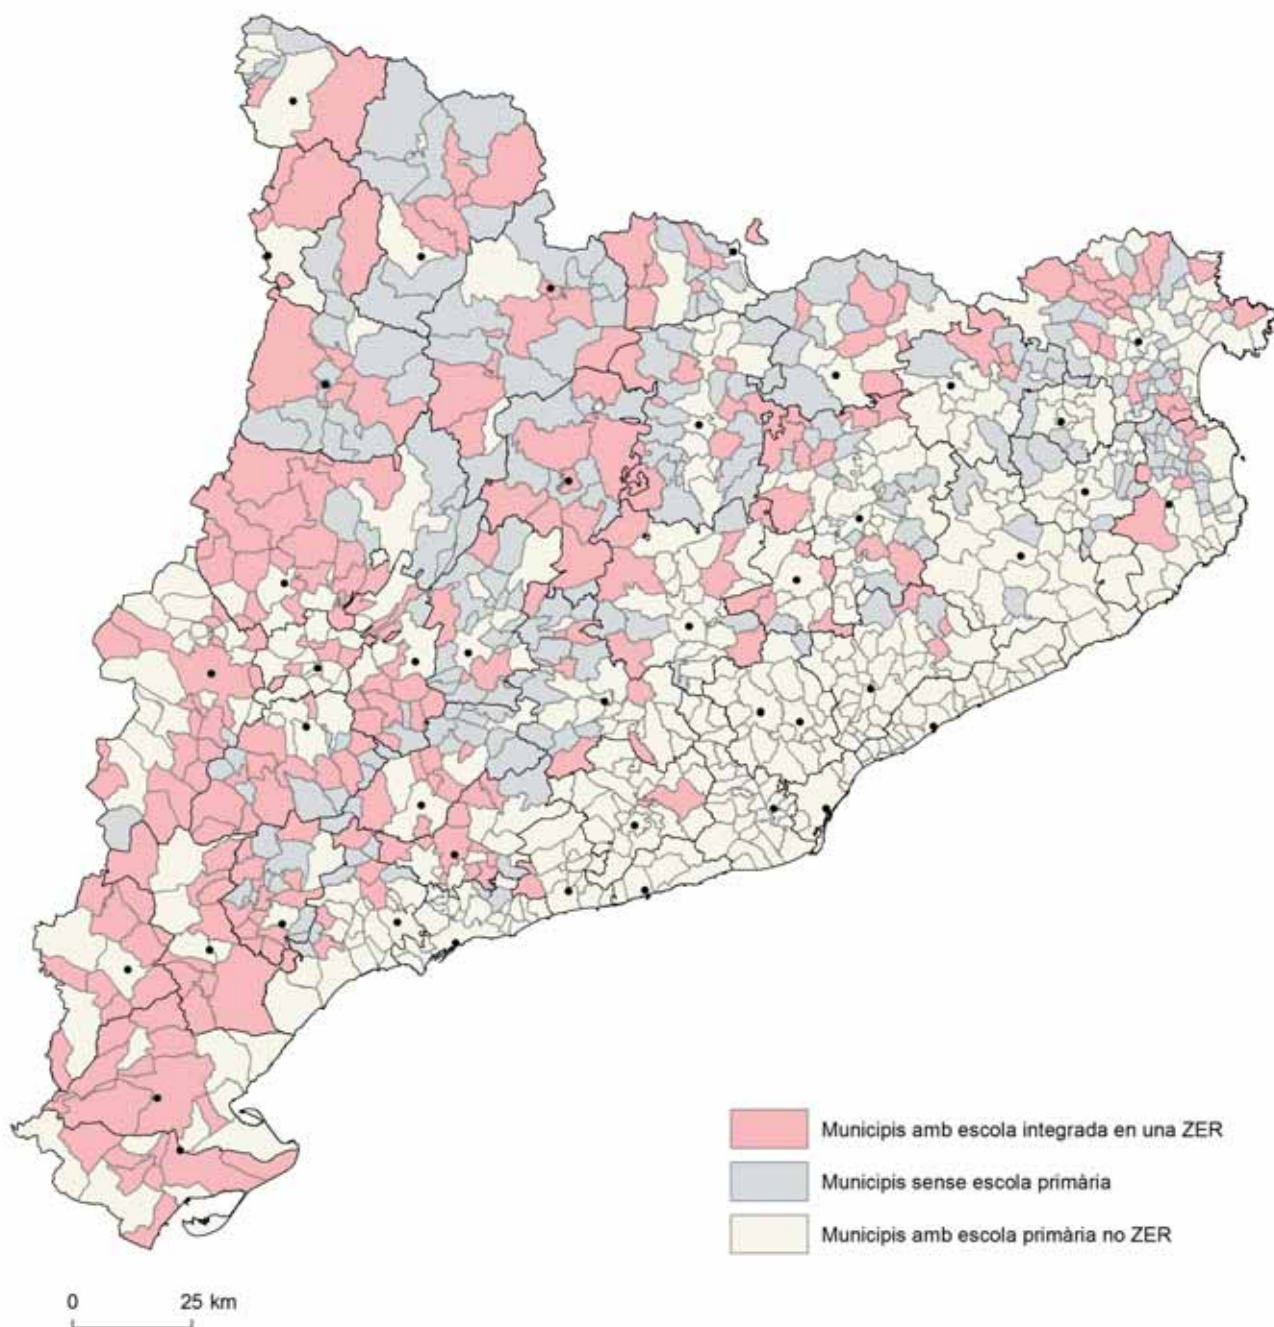 Municipis amb escola integrada en una ZER
Municipis sense escola primària
Municipis amb escola primària no ZER
0 25 km